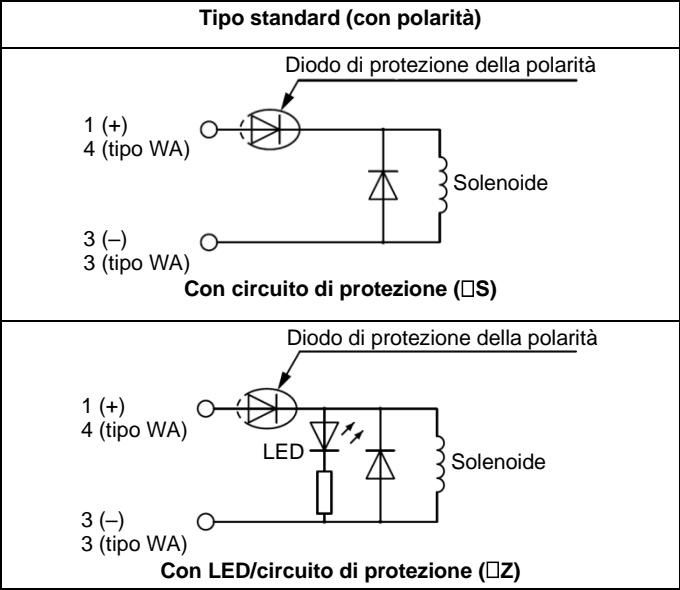 Tipo standard (con polarità)
Diodo di protezione della polarità
1 (+)
4 (tipo WA)
Solenoide
3 (–)
3 (tipo WA)
Con circuito di protezione (□S)
Diodo di protezione della polarità
1 (+)
4 (tipo WA)
LED
Solenoide
3 (–)
3 (tipo WA)
Con LED/circuito di protezione (□Z)